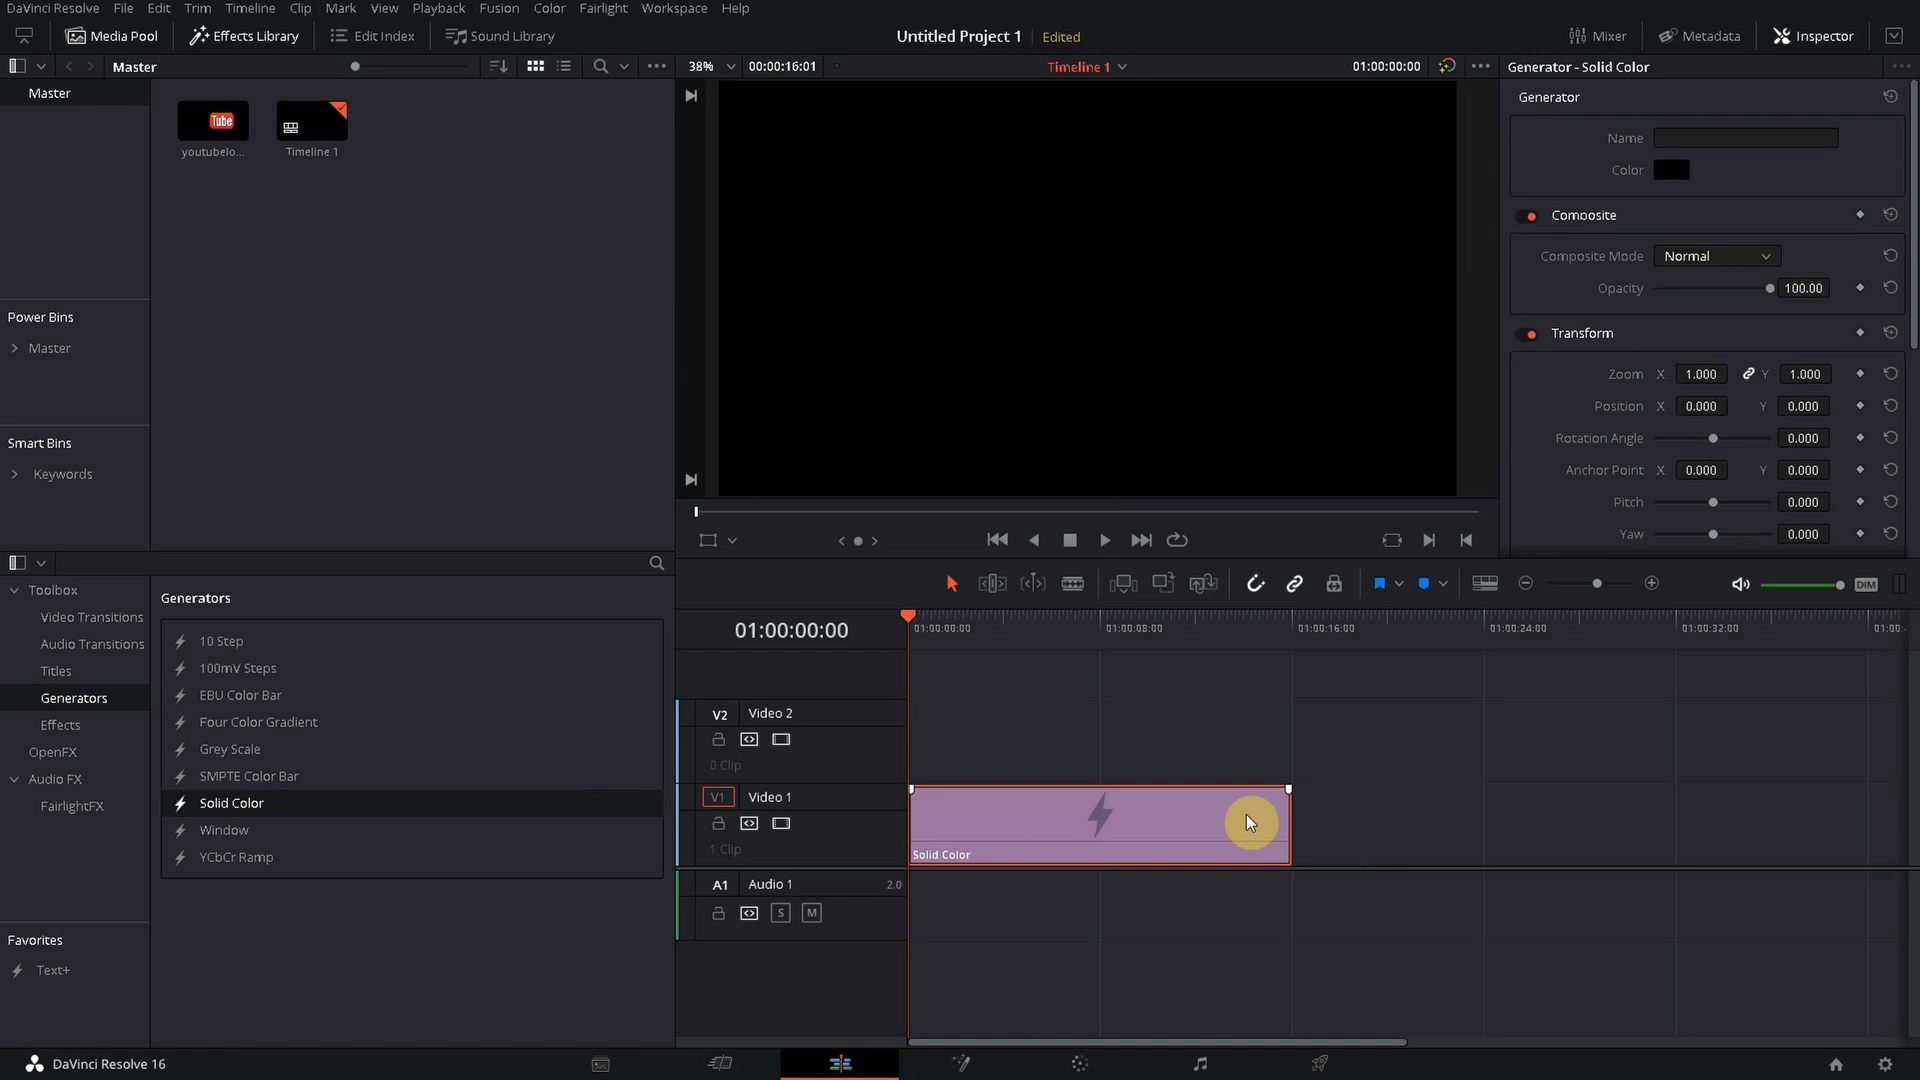 DaVinci Resolve File Edit Trim Timeline Clip Mark View Playback Fusion Color Fairlight Workspace Help
Media Pool Effects Library Edit Index Sound Library Untitled Project 1 Edited Mixer Metadata Inspector
Master 38% 00:00:16:01 Timeline 1 01:00:00:00 Generator - Solid Color
Master
Tube
youtubelo...
Timeline 1
Power Bins
Master
Smart Bins
Keywords
Generator
Name
Color
Composite
Composite Mode Normal
Opacity 100.00
Transform
Zoom X 1.000 Y 1.000
Position X 0.000 Y 0.000
Rotation Angle 0.000
Anchor Point X 0.000 Y 0.000
Pitch 0.000
Yaw 0.000
Toolbox
Video Transitions
Audio Transitions
Titles
Generators
Effects
OpenFX
Audio FX
FairlightFX
Favorites
Text+
Generators
10 Step
100mV Steps
EBU Color Bar
Four Color Gradient
Grey Scale
SMPTE Color Bar
Solid Color
Window
YCbCr Ramp
DIM
01:00:00:00
01:00:00:00 01:00:08:00 01:00:16:00 01:00:24:00 01:00:32:00 01:00:
V2 Video 2
0 Clip
V1 Video 1
1 Clip
Solid Color
A1 Audio 1 2.0
S M
DaVinci Resolve 16